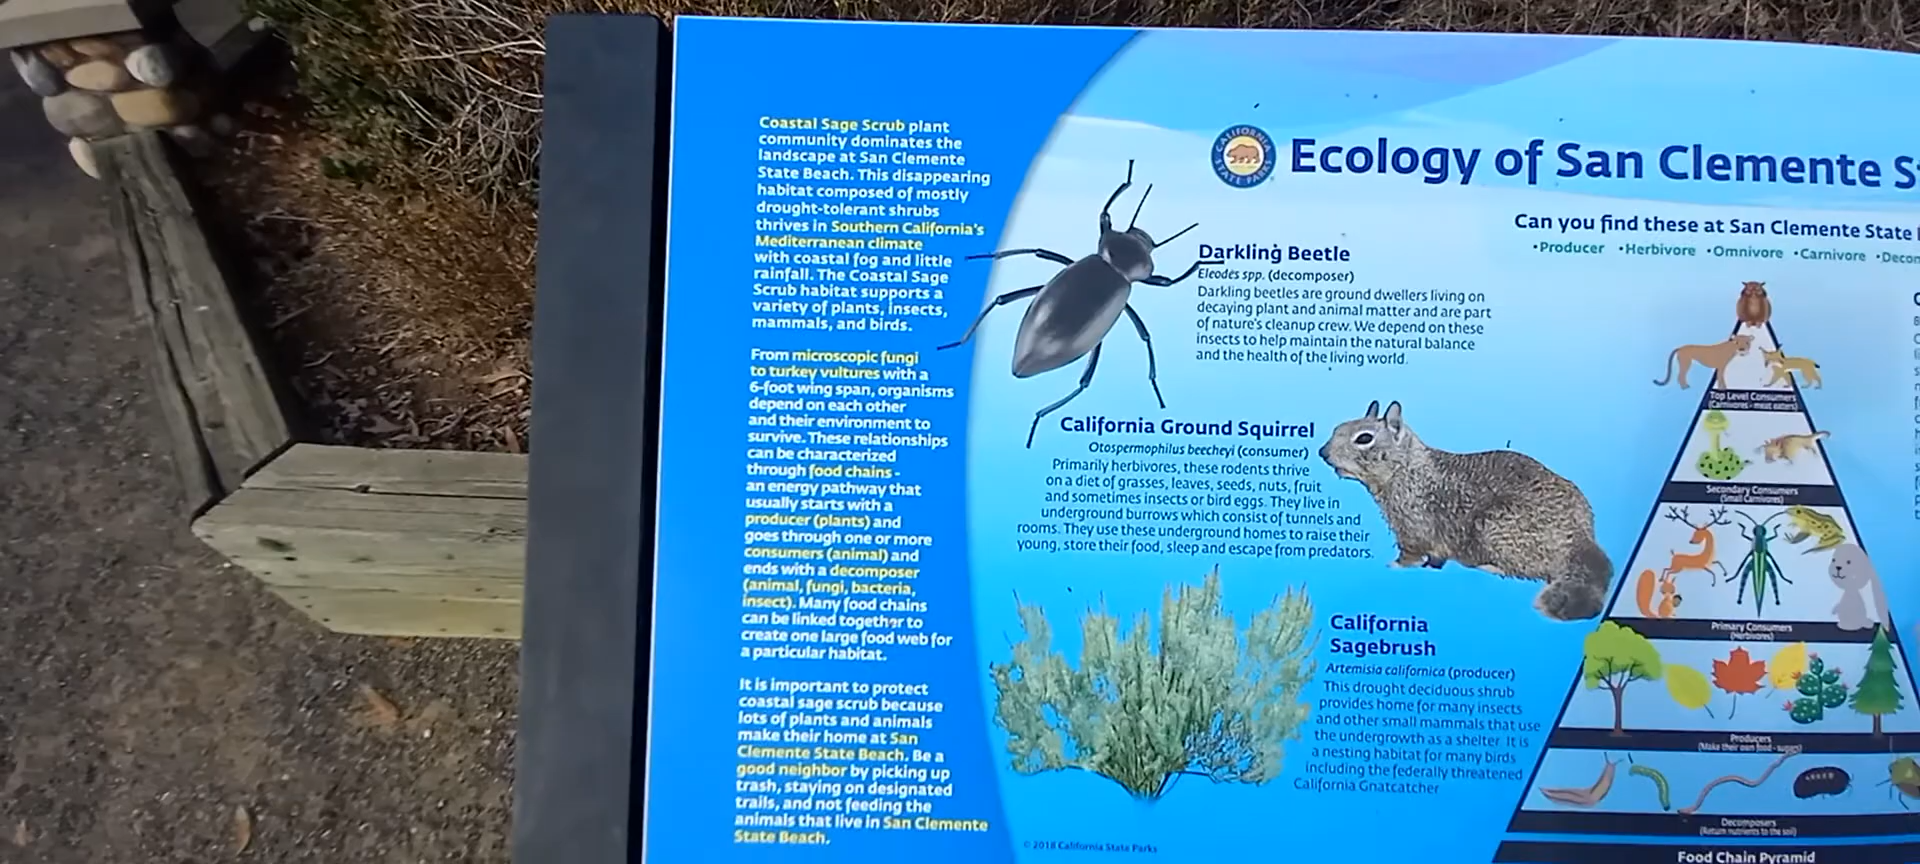 Coastal Sage Scrub plant
community dominates the
landscape at San Clemente
State Beach. This disappearing
habitat composed of mostly
drought-tolerant shrubs
thrives in Southern California's
Mediterranean climate
with coastal fog and little
rainfall. The Coastal Sage
Scrub habitat supports a
variety of plants, insects,
mammals, and birds.
From microscopic fungi
to turkey vultures with a
6-foot wing span, organisms
depend on each other
and their environment to
survive. These relationships
can be characterized
through food chains -
an energy pathway that
usually starts with a
producer (plants) and
goes through one or more
consumers (animal) and
ends with a decomposer
(animal, fungi, bacteria,
insect). Many food chains
can be linked together to
create one large food web for
a particular habitat.
It is important to protect
coastal sage scrub because
lots of plants and animals
make their home at San
Clemente State Beach. Be a
good neighbor by picking up
trash, staying on designated
trails, and not feeding the
animals that live in San Clemente
State Beach.
CALIFORNIA
STATE PARKS
Ecology of San Clemente S
Can you find these at San Clemente State
•Producer •Herbivore •Omnivore •Carnivore •Decom
Darkling Beetle
Eleodes spp. (decomposer)
Darkling beetles are ground dwellers living on
decaying plant and animal matter and are part
of nature's cleanup crew. We depend on these
insects to help maintain the natural balance
and the health of the living world.
California Ground Squirrel
Otospermophilus beecheyi (consumer)
Primarily herbivores, these rodents thrive
on a diet of grasses, leaves, seeds, nuts, fruit
and sometimes insects or bird eggs. They live in
underground burrows which consist of tunnels and
rooms. They use these underground homes to raise their
young, store their food, sleep and escape from predators.
California
Sagebrush
Artemisia californica (producer)
This drought deciduous shrub
provides home for many insects
and other small mammals that use
the undergrowth as a shelter. It is
a nesting habitat for many birds
including the federally threatened
California Gnatcatcher
Top Level Consumers
(Carnivores - meat eaters)
Secondary Consumers
(Small Carnivores)
Primary Consumers
(Herbivores)
Producers
(Make their own food - sugars)
Decomposers
(Return nutrients to the soil)
Food Chain Pyramid
© 2018 California State Parks